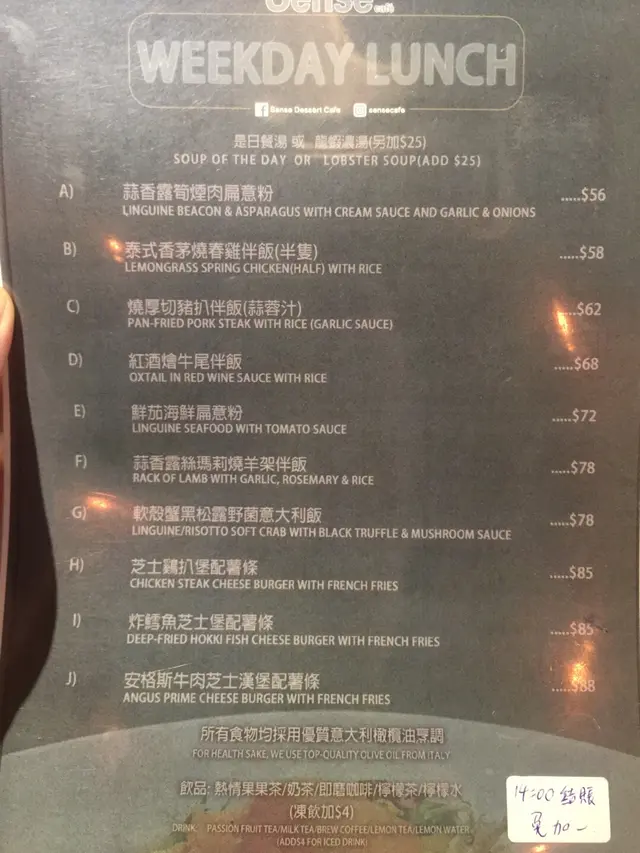 Sense café
WEEKDAY LUNCH
Sense Dessert Cafe sensecafe
是日餐湯 或 龍蝦濃湯(另加$25)
SOUP OF THE DAY OR LOBSTER SOUP(ADD $25)
A) 蒜香露筍煙肉扁意粉 .....$56
LINGUINE BEACON & ASPARAGUS WITH CREAM SAUCE AND GARLIC & ONIONS
B) 泰式香茅燒春雞伴飯(半隻) .....$58
LEMONGRASS SPRING CHICKEN(HALF) WITH RICE
C) 燒厚切豬扒伴飯(蒜蓉汁) .....$62
PAN-FRIED PORK STEAK WITH RICE (GARLIC SAUCE)
D) 紅酒燴牛尾伴飯 .....$68
OXTAIL IN RED WINE SAUCE WITH RICE
E) 鮮茄海鮮扁意粉 .....$72
LINGUINE SEAFOOD WITH TOMATO SAUCE
F) 蒜香露絲瑪莉燒羊架伴飯 .....$78
RACK OF LAMB WITH GARLIC, ROSEMARY & RICE
G) 軟殼蟹黑松露野菌意大利飯 .....$78
LINGUINE/RISOTTO SOFT CRAB WITH BLACK TRUFFLE & MUSHROOM SAUCE
H) 芝士鷄扒堡配薯條 .....$85
CHICKEN STEAK CHEESE BURGER WITH FRENCH FRIES
I) 炸鱈魚芝士堡配薯條 .....$85
DEEP-FRIED HOKKI FISH CHEESE BURGER WITH FRENCH FRIES
J) 安格斯牛肉芝士漢堡配薯條 .....$88
ANGUS PRIME CHEESE BURGER WITH FRENCH FRIES
所有食物均採用優質意大利橄欖油烹調
FOR HEALTH SAKE, WE USE TOP-QUALITY OLIVE OIL FROM ITALY
飲品: 熱情果果茶/奶茶/即磨咖啡/檸檬茶/檸檬水
(凍飲加$4)
DRINK: PASSION FRUIT TEA/MILK TEA/BREW COFFEE/LEMON TEA/LEMON WATER
(ADD$4 FOR ICED DRINK)
14:00 結賬
免加一